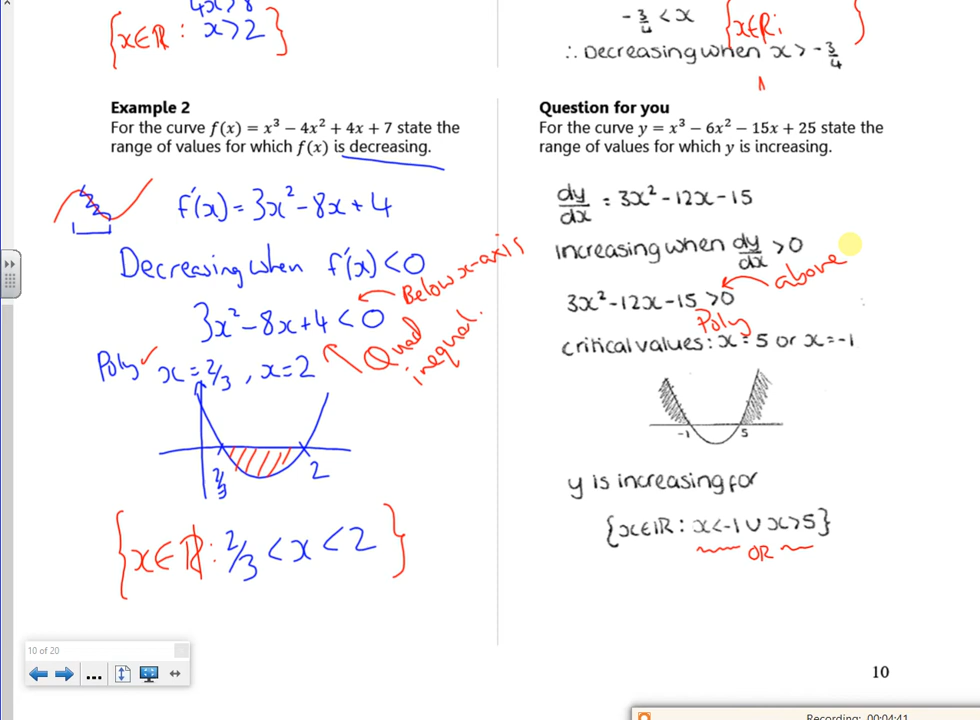 4x > 8
{x∈ℝ : x > 2}
Example 2
For the curve f(x) = x³ − 4x² + 4x + 7 state the
range of values for which f(x) is decreasing.
f'(x) = 3x² - 8x + 4
Decreasing when f'(x) < 0
Below x-axis
3x² - 8x + 4 < 0
Quad inequal.
Poly ✓ x = 2/3 , x = 2
2/3 2
{x∈ℝ : 2/3 < x < 2}
-3/4 < x
{x∈ℝ: }
∴ Decreasing when x > -3/4
Question for you
For the curve y = x³ − 6x² − 15x + 25 state the
range of values for which y is increasing.
dy/dx = 3x² - 12x - 15
increasing when dy/dx > 0
above
3x² - 12x - 15 > 0
Poly
critical values: x = 5 or x = -1
-1 5
y is increasing for
{x∈ℝ : x < -1 ∪ x > 5}
OR
10 of 20
10
Recording: 00:04:41